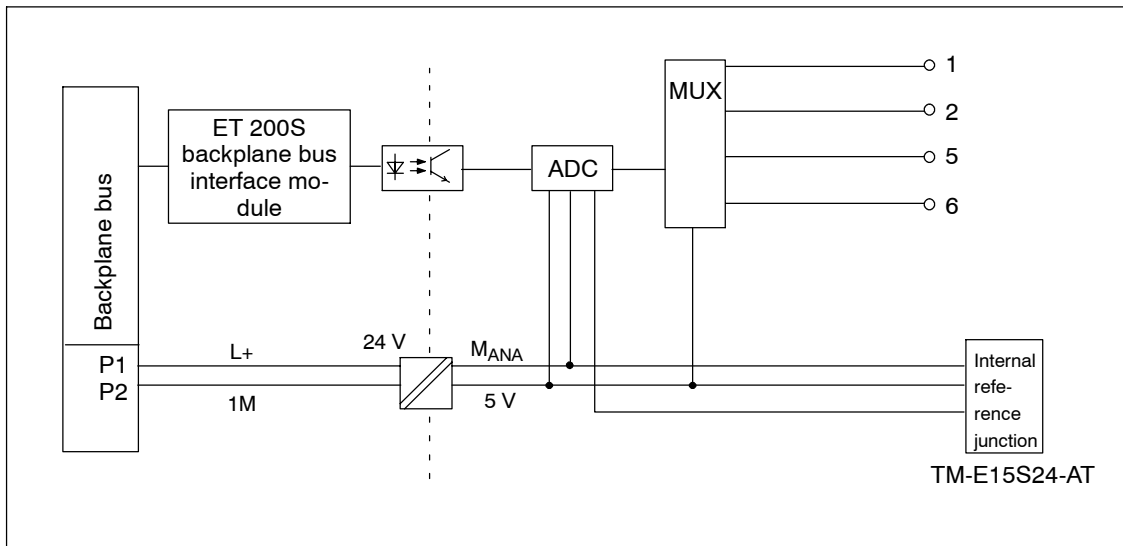 Backplane bus
P1
P2
ET 200S
backplane bus
interface mo-
dule
ADC
MUX
1
2
5
6
L+
1M
24 V
MANA
5 V
Internal
refe-
rence
junction
TM-E15S24-AT